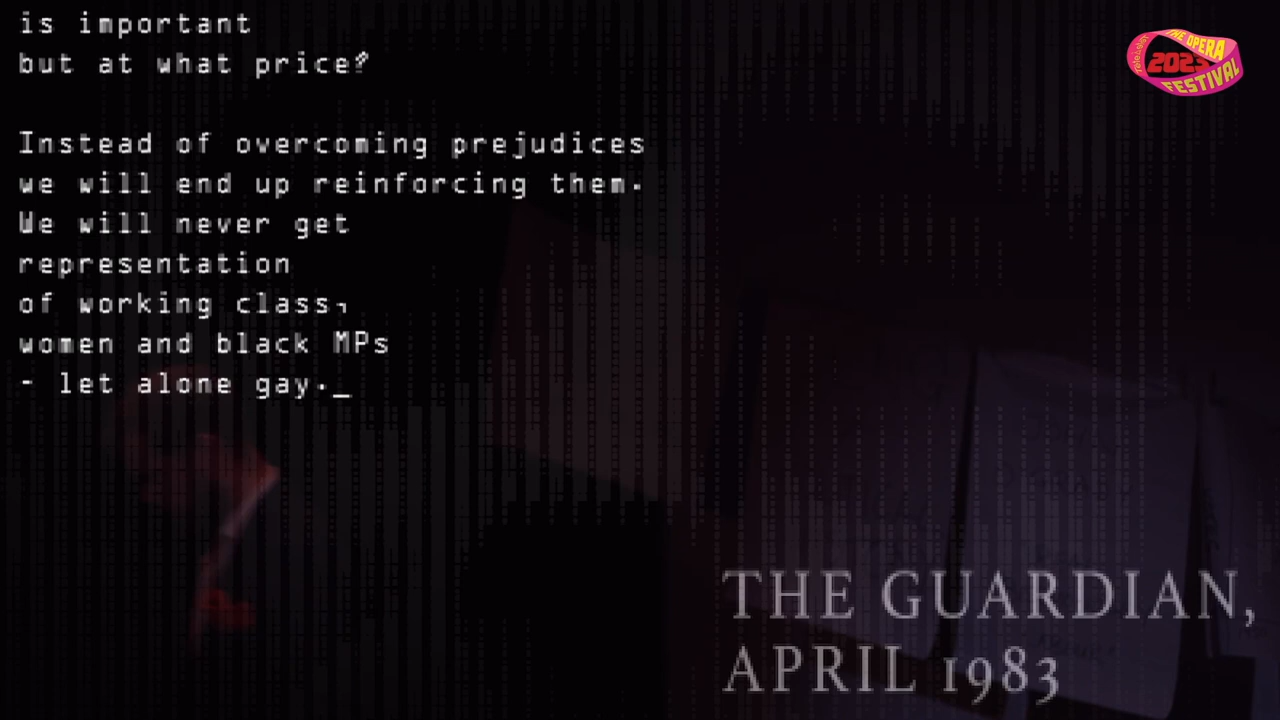 is important
but at what price?
Instead of overcoming prejudices
we will end up reinforcing them.
We will never get
representation
of working class,
women and black MPs
- let alone gay._
THE OPERA
2023
FESTIVAL
THE GUARDIAN,
APRIL 1983